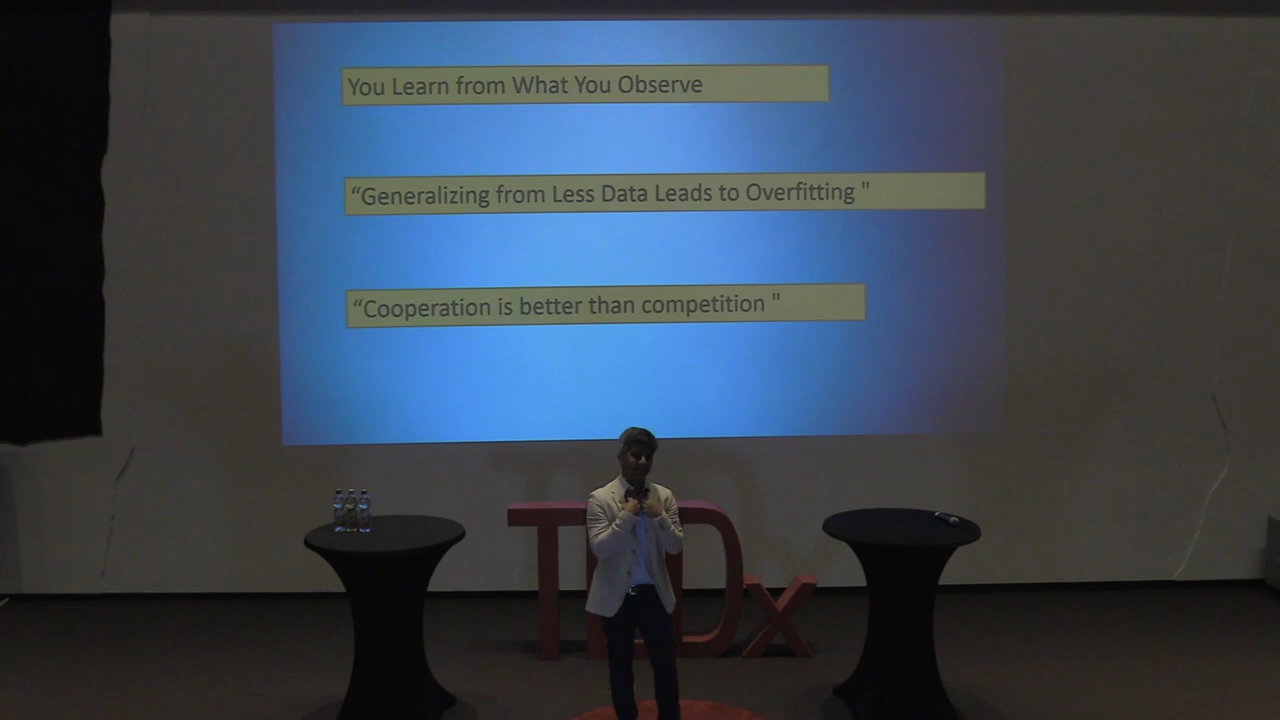 You Learn from What You Observe
“Generalizing from Less Data Leads to Overfitting "
“Cooperation is better than competition "
TEDx